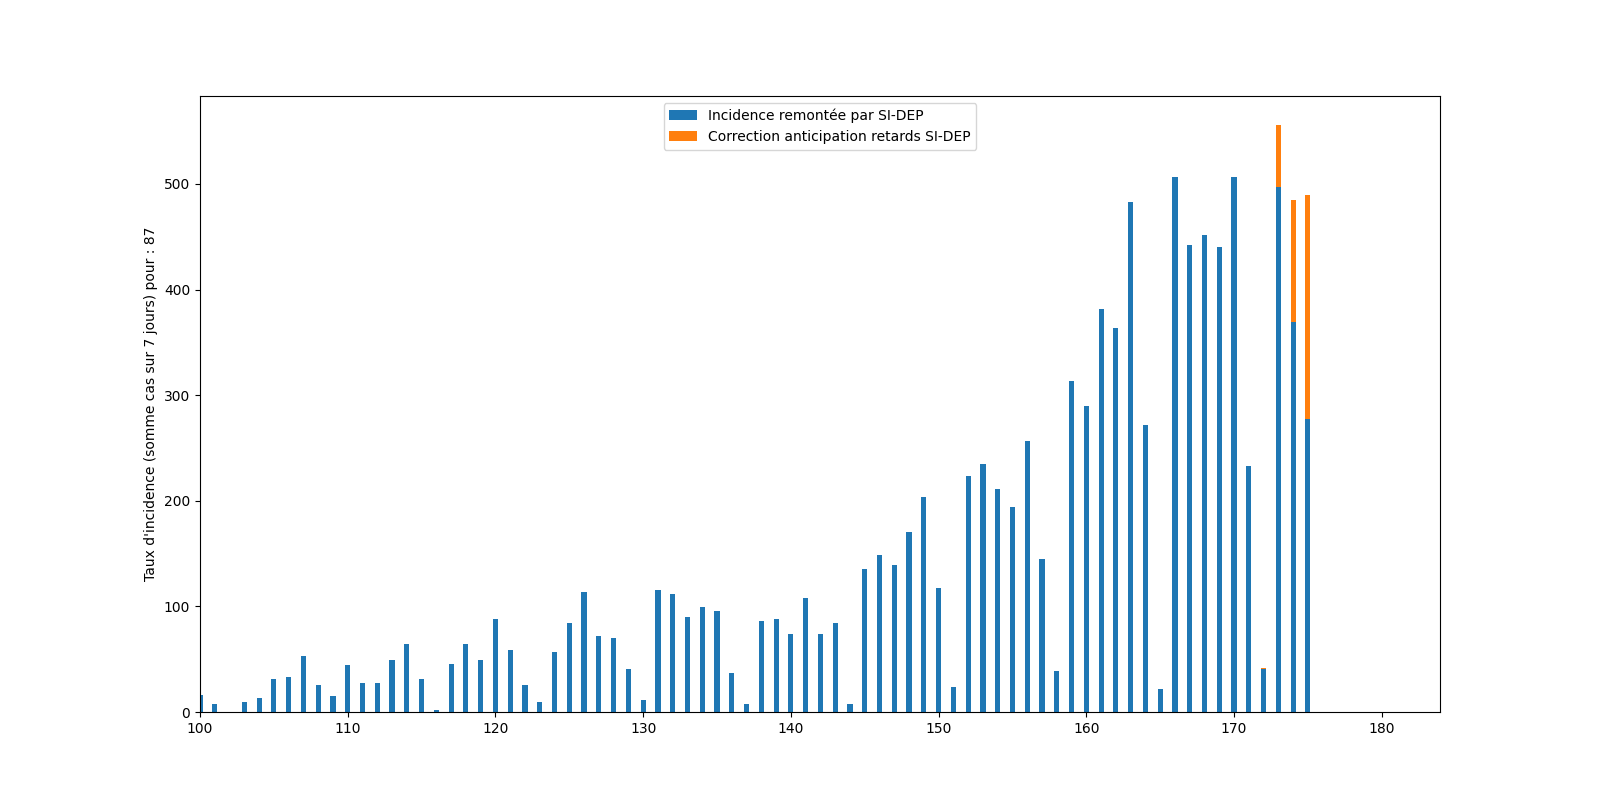 Incidence remontée par SI-DEP
Correction anticipation retards SI-DEP
Taux d'incidence (somme cas sur 7 jours) pour : 87
500
400
300
200
100
0
100 110 120 130 140 150 160 170 180